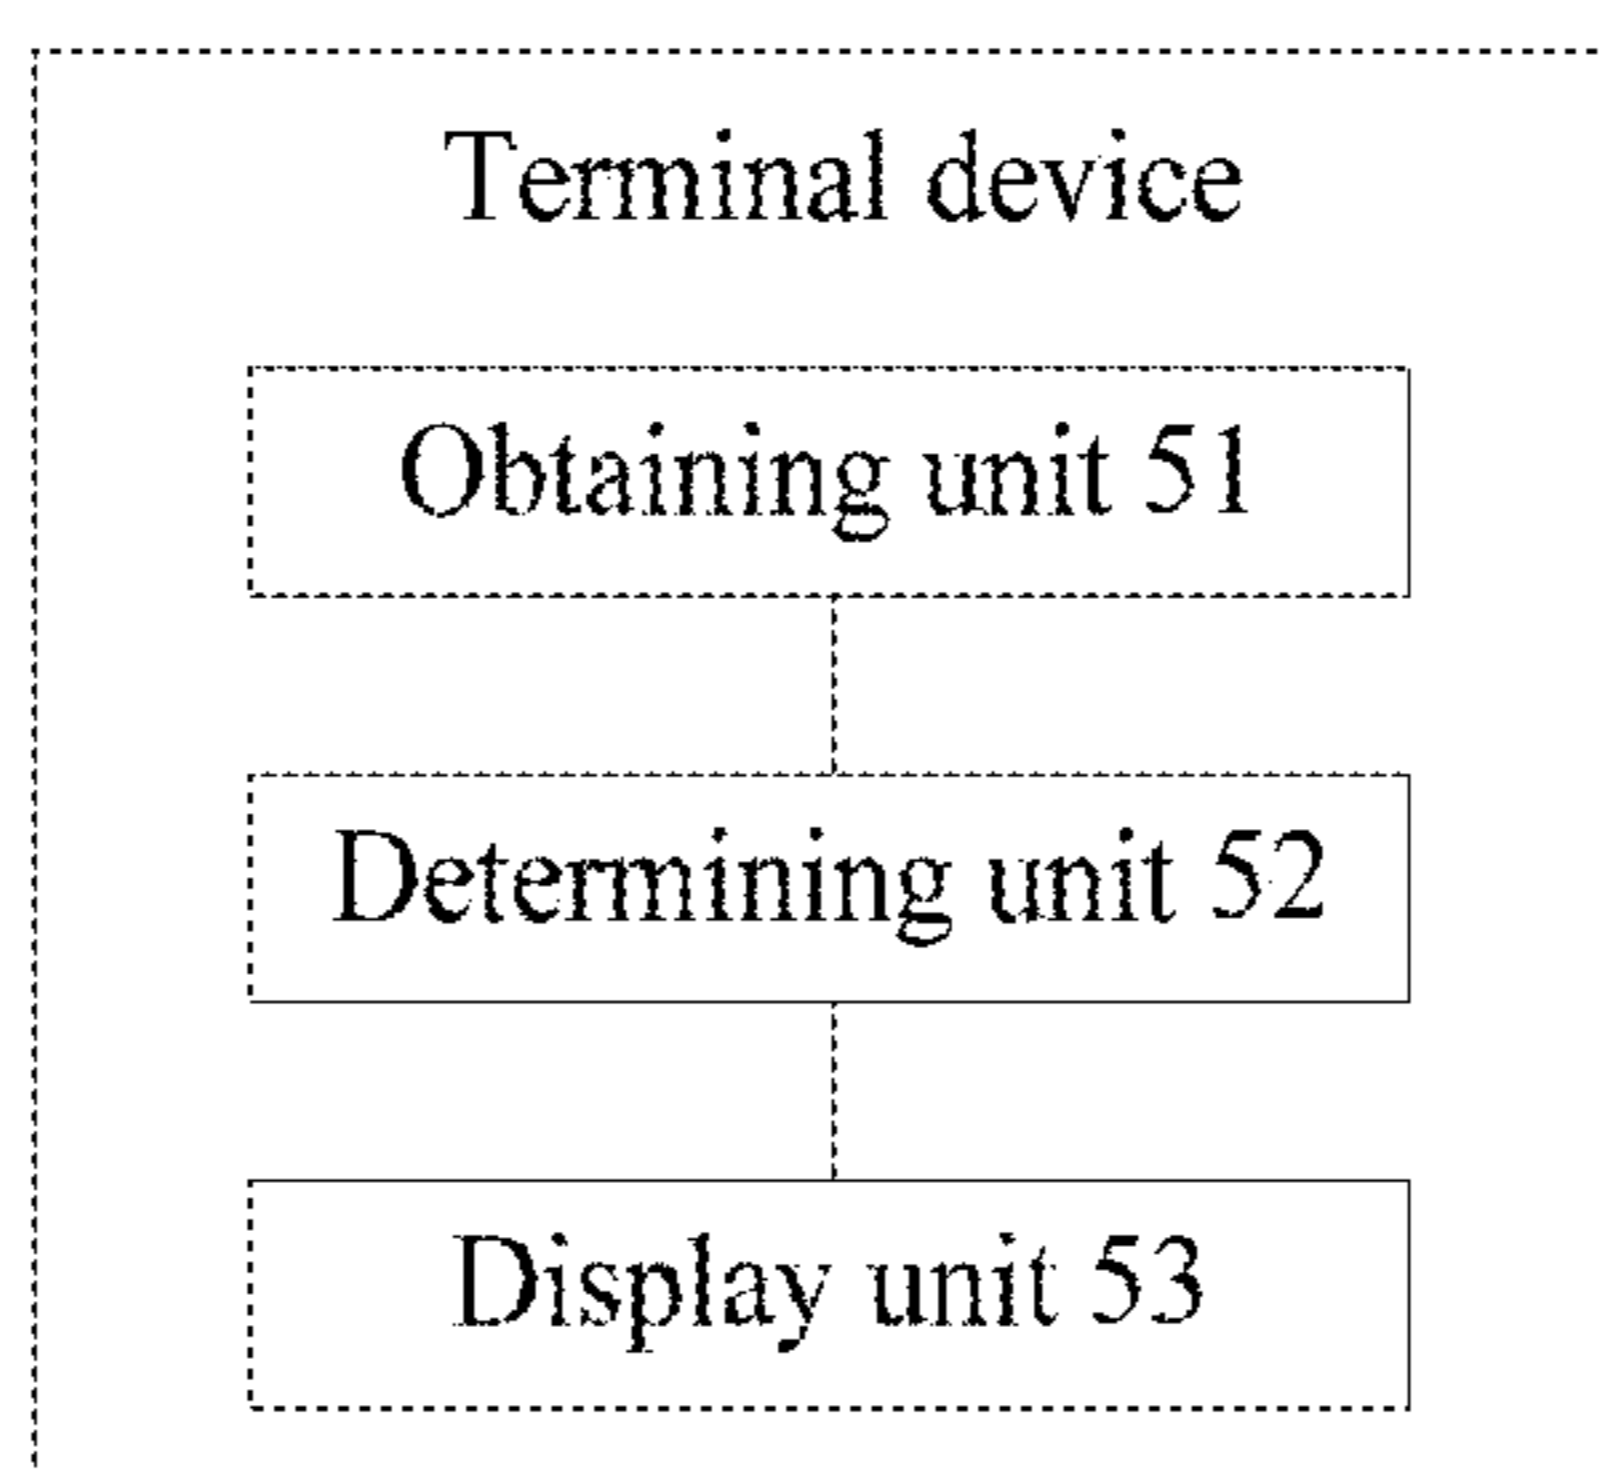 Terminal device
Obtaining unit 51
Determining unit 52
Display unit 53